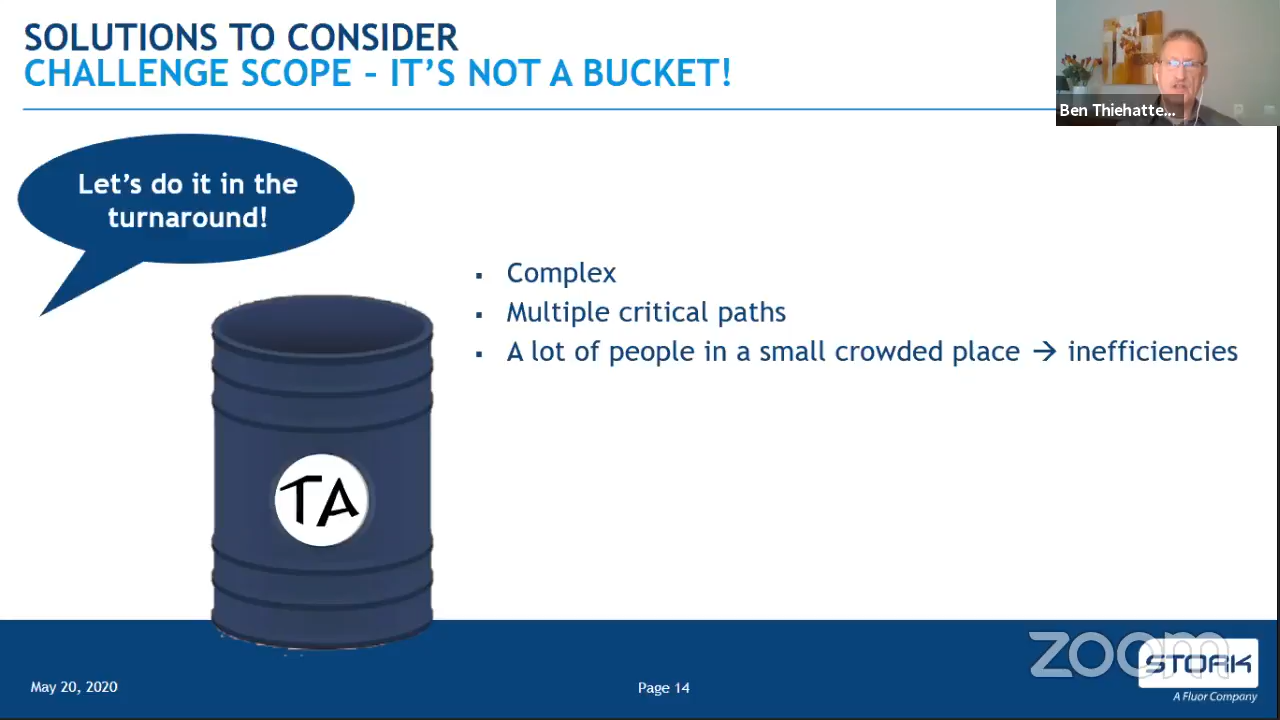 SOLUTIONS TO CONSIDER
CHALLENGE SCOPE – IT’S NOT A BUCKET!
Ben Thiehatte...
Let’s do it in the
turnaround!
▪ Complex
▪ Multiple critical paths
▪ A lot of people in a small crowded place → inefficiencies
TA
May 20, 2020
Page 14
zoom
STORK
A Fluor Company